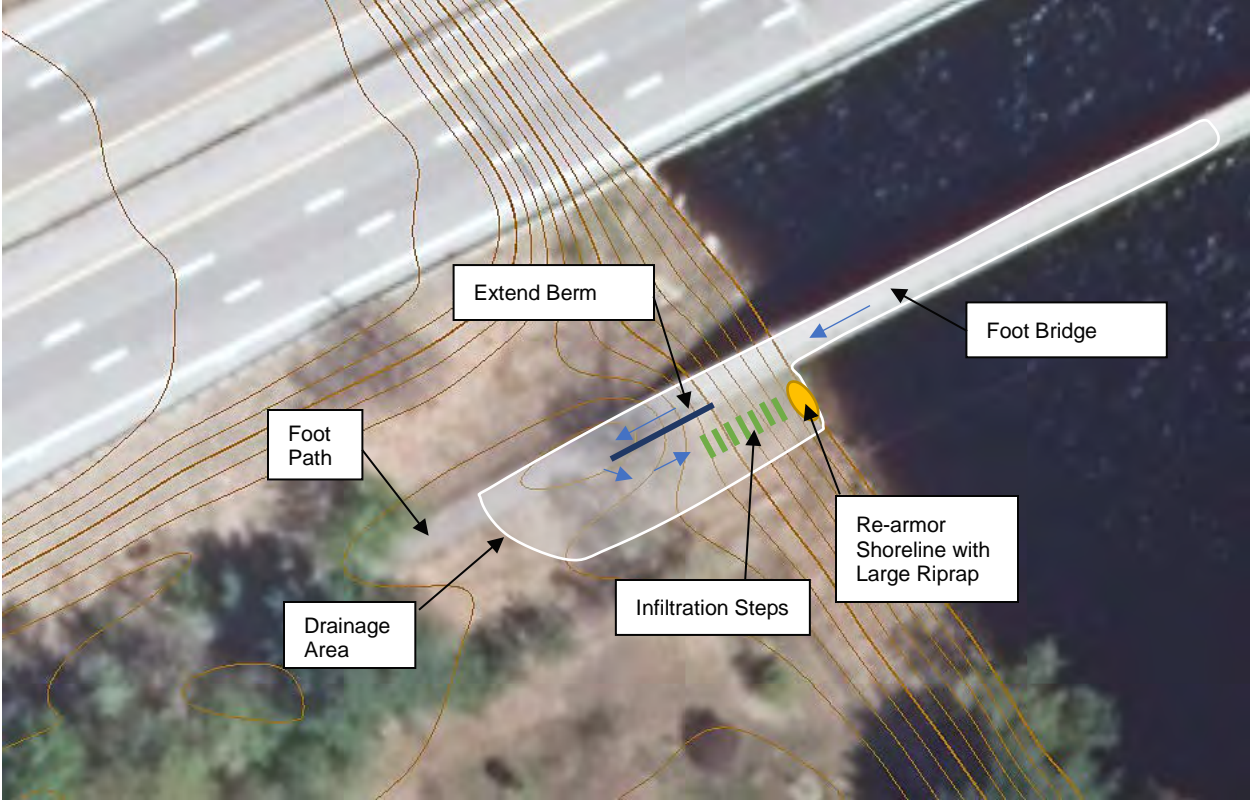 Extend Berm
Foot Bridge
Foot
Path
Re-armor
Shoreline with
Large Riprap
Infiltration Steps
Drainage
Area